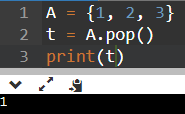 1 A = {1, 2, 3}
2 t = A.pop()
3 print(t)
1